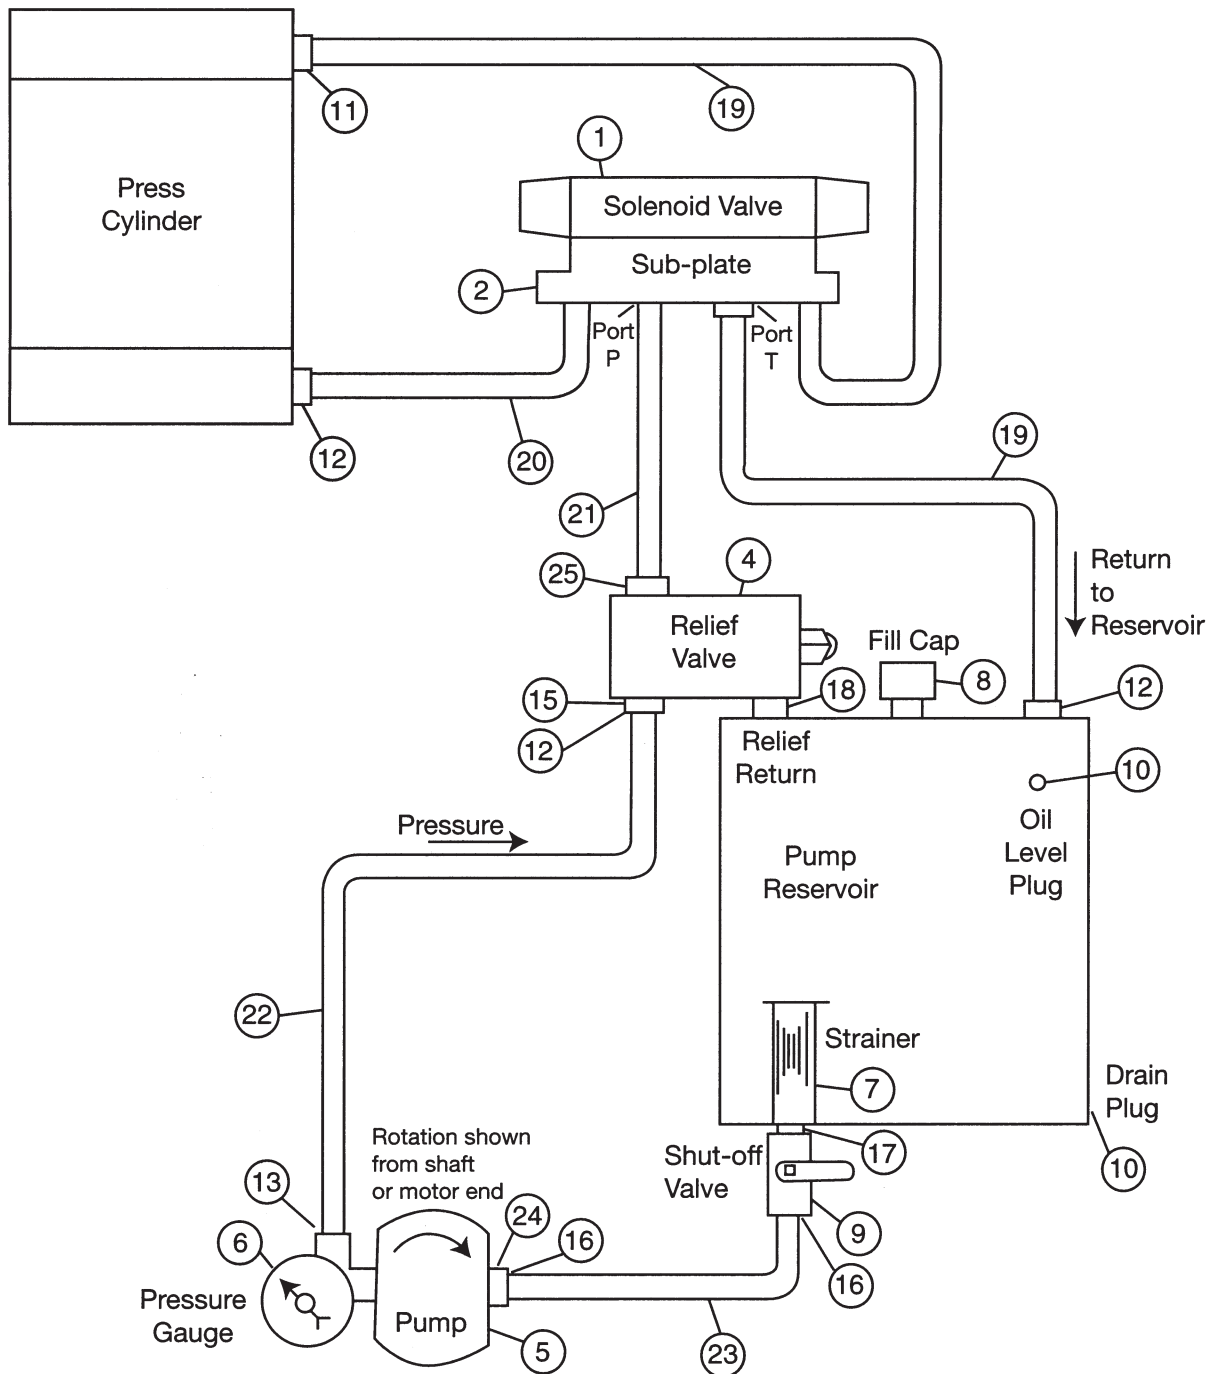 11
19
1
Press
Cylinder
Solenoid Valve
Sub-plate
2
Port
P
Port
T
12
20
19
21
25
4
Return
to
Reservoir
Relief
Valve
Fill Cap
8
18
15
12
12
Relief
Return
10
Oil
Level
Plug
Pressure
Pump
Reservoir
22
Strainer
7
Drain
Plug
10
Rotation shown
from shaft
or motor end
Shut-off
Valve
17
13
24
16
9
6
16
Pressure
Gauge
Pump
5
23